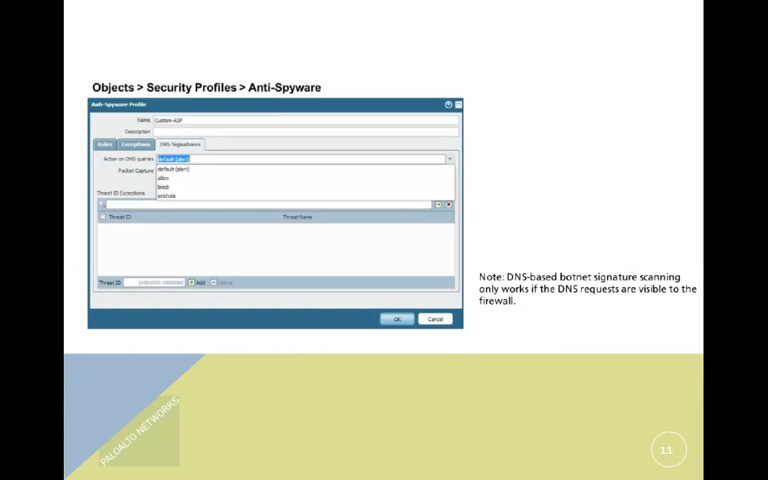 Objects > Security Profiles > Anti-Spyware
Anti-Spyware Profile
Name Custom-ASP
Description
Rules Exceptions DNS Signatures
Action on DNS queries default (alert)
Packet Capture default (alert)
allow
block
sinkhole
Threat ID Exceptions
Threat ID Threat Name
Threat ID Add Delete
OK Cancel
Note: DNS-based botnet signature scanning
only works if the DNS requests are visible to the
firewall.
PALOALTO NETWORKS
11